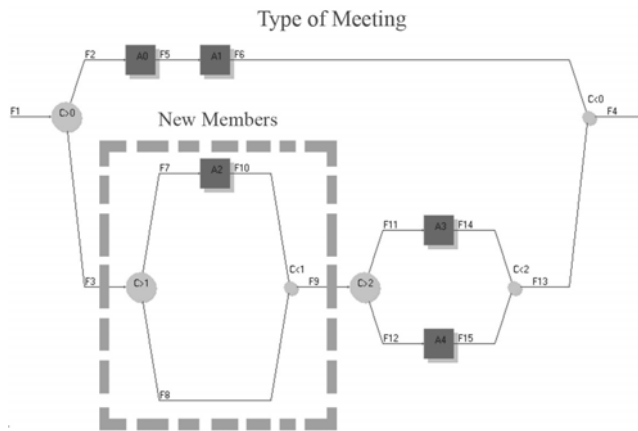 Type of Meeting
F2 A0 F5 A1 F6
F1 C>0 C<0 F4
New Members
F7 A2 F10
F11 A3 F14
F3 C>1 C<1 F9 C>2 C<2 F13
F12 A4 F15
F8